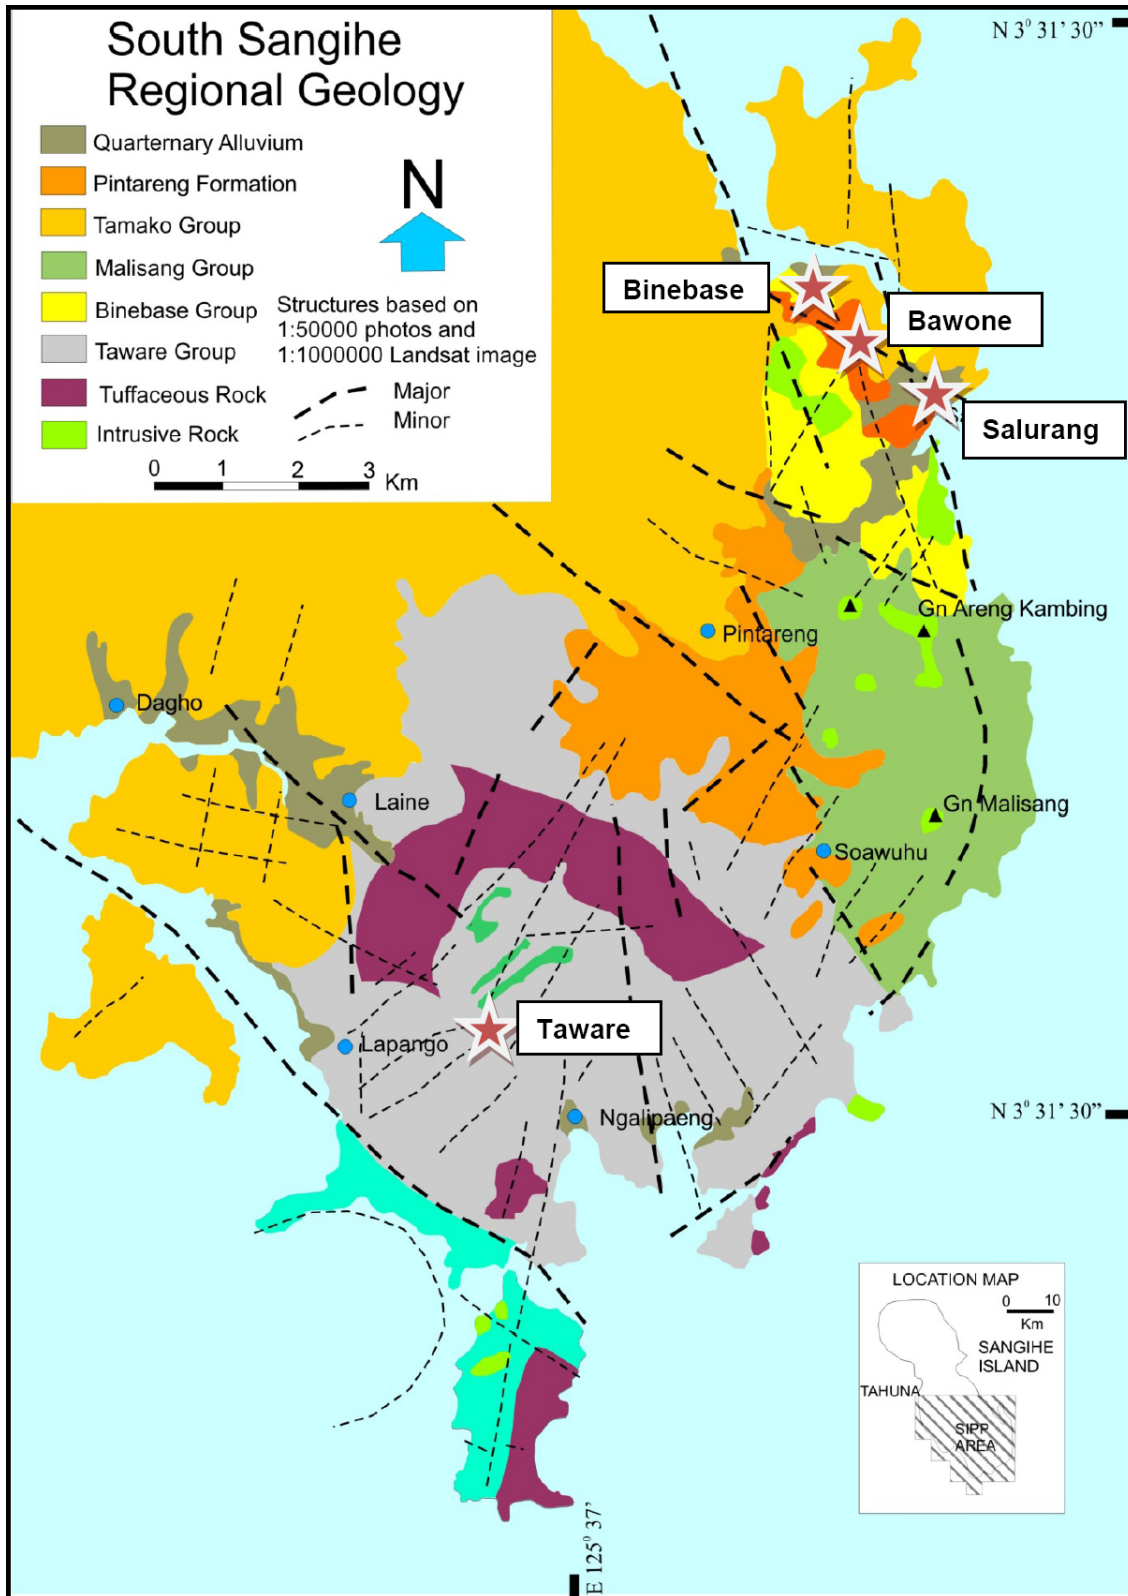 South Sangihe
Regional Geology
N 3⁰ 31' 30”
Quarternary Alluvium
Pintareng Formation
Tamako Group
Malisang Group
Binebase Group
Taware Group
Tuffaceous Rock
Intrusive Rock
N
Structures based on
1:50000 photos and
1:1000000 Landsat image
Major
Minor
0 1 2 3 Km
Binebase
Bawone
Salurang
Gn Areng Kambing
Pintareng
Dagho
Laine
Gn Malisang
Soawuhu
Taware
Lapango
Ngalipaeng
N 3⁰ 31' 30”
LOCATION MAP
0 10
Km
SANGIHE
ISLAND
TAHUNA
SIPP
AREA
E 125⁰ 37'